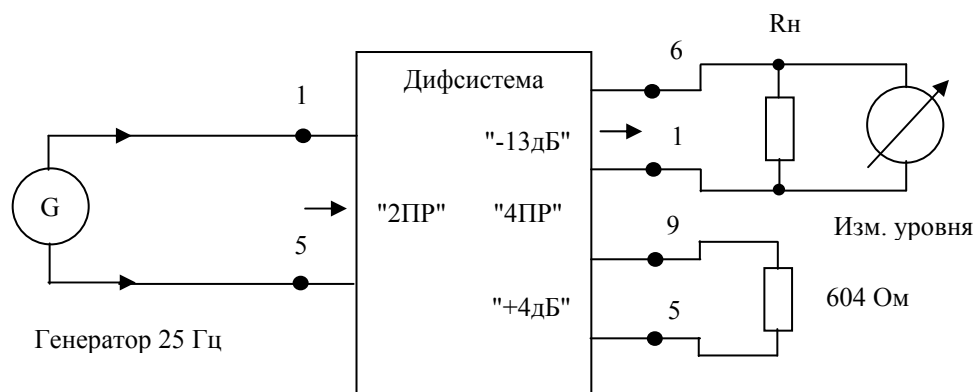 Rн
6
Дифсистема
1
"-13дБ"
1
G
"2ПР" "4ПР"
9
Изм. уровня
5
604 Ом
"+4дБ"
5
Генератор 25 Гц